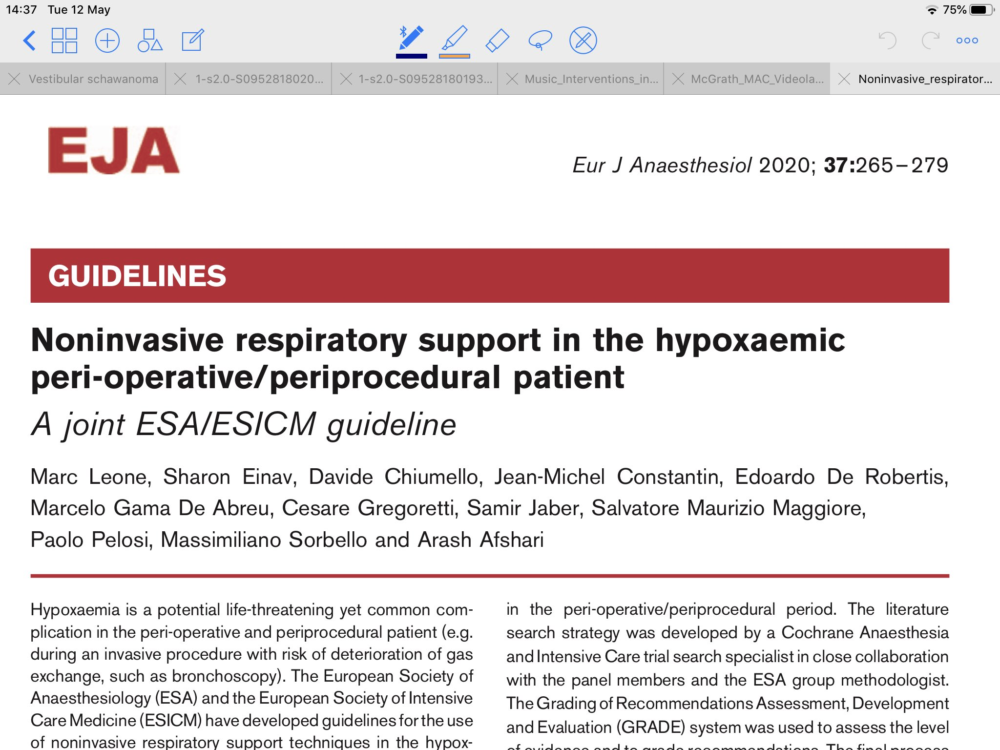 14:37 Tue 12 May
75%
Vestibular schawanoma
1-s2.0-S0952818020...
1-s2.0-S09528180193...
Music_Interventions_in...
McGrath_MAC_Videola...
Noninvasive_respirator...
EJA
Eur J Anaesthesiol 2020; 37:265–279
GUIDELINES
Noninvasive respiratory support in the hypoxaemic
peri-operative/periprocedural patient
A joint ESA/ESICM guideline
Marc Leone, Sharon Einav, Davide Chiumello, Jean-Michel Constantin, Edoardo De Robertis,
Marcelo Gama De Abreu, Cesare Gregoretti, Samir Jaber, Salvatore Maurizio Maggiore,
Paolo Pelosi, Massimiliano Sorbello and Arash Afshari
Hypoxaemia is a potential life-threatening yet common com-
plication in the peri-operative and periprocedural patient (e.g.
during an invasive procedure with risk of deterioration of gas
exchange, such as bronchoscopy). The European Society of
Anaesthesiology (ESA) and the European Society of Intensive
Care Medicine (ESICM) have developed guidelines for the use
of noninvasive respiratory support techniques in the hypox-
in the peri-operative/periprocedural period. The literature
search strategy was developed by a Cochrane Anaesthesia
and Intensive Care trial search specialist in close collaboration
with the panel members and the ESA group methodologist.
The Grading of Recommendations Assessment, Development
and Evaluation (GRADE) system was used to assess the level
of evidence and to grade recommendations. The final process